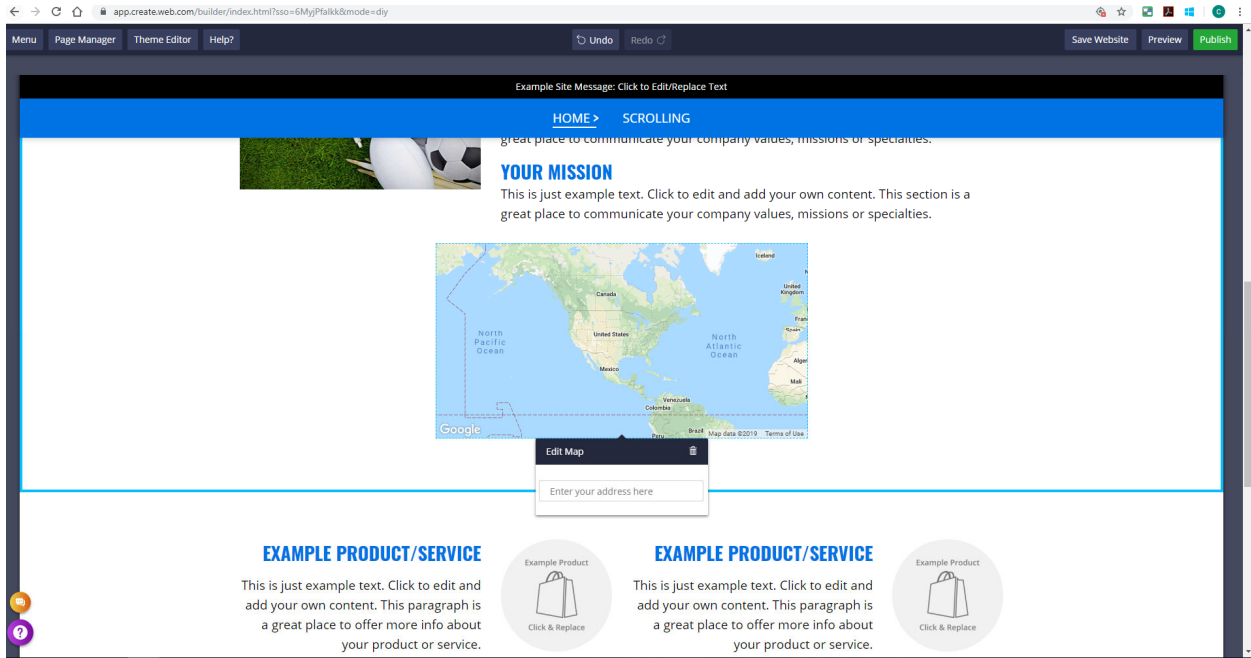 app.create.web.com/builder/index.html?sso=6MyjPfalkk&mode=diy
C
Menu Page Manager Theme Editor Help? Undo Redo Save Website Preview Publish
Example Site Message: Click to Edit/Replace Text
HOME > SCROLLING
great place to communicate your company values, missions or specialties.
YOUR MISSION
This is just example text. Click to edit and add your own content. This section is a
great place to communicate your company values, missions or specialties.
Iceland
Canada
United
Kingdom
North
Pacific
Ocean
United States
North
Atlantic
Ocean
Spain
Mexico
Mali
Venezuela
Colombia
Peru
Brazil
Google
Map data ©2019 Terms of Use
Edit Map
Enter your address here
EXAMPLE PRODUCT/SERVICE
This is just example text. Click to edit and
add your own content. This paragraph is
a great place to offer more info about
your product or service.
Example Product
Click & Replace
EXAMPLE PRODUCT/SERVICE
This is just example text. Click to edit and
add your own content. This paragraph is
a great place to offer more info about
your product or service.
Example Product
Click & Replace
?